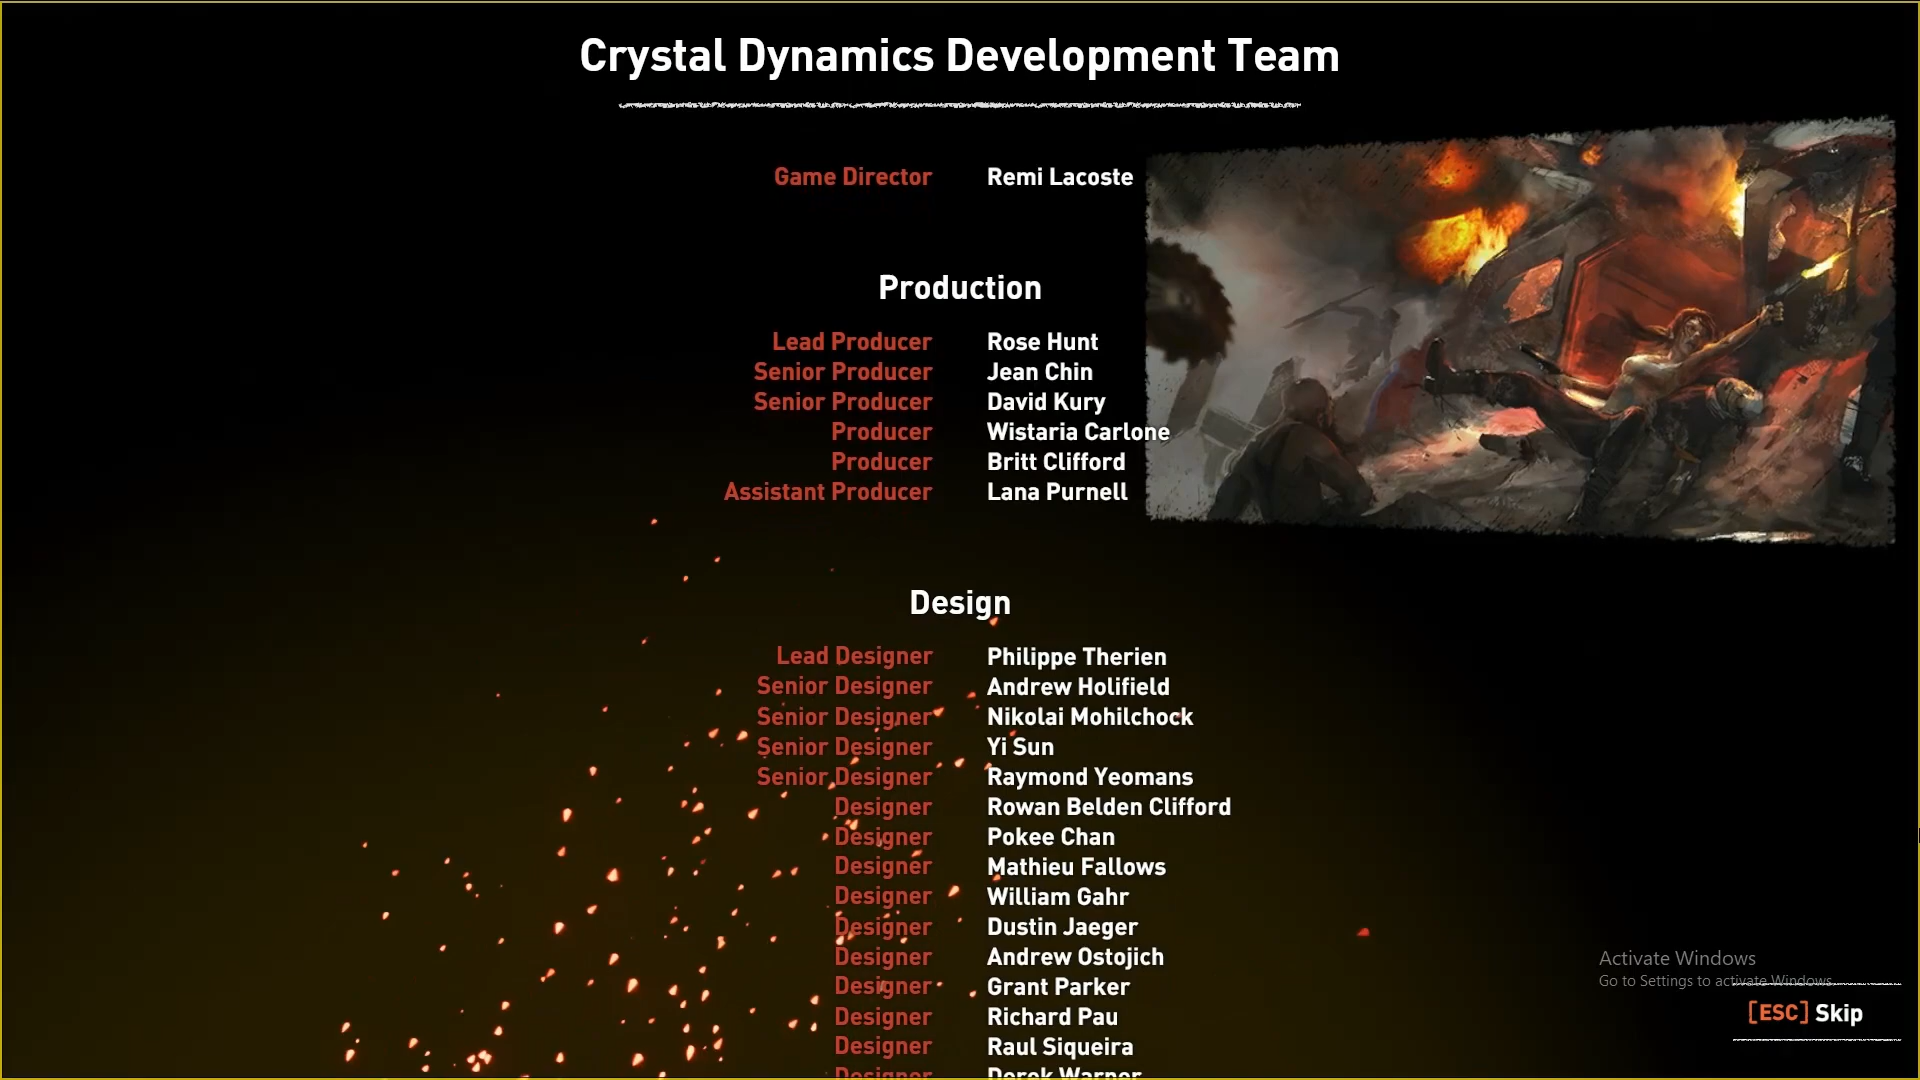 Crystal Dynamics Development Team
Game Director Remi Lacoste
Production
Lead Producer Rose Hunt
Senior Producer Jean Chin
Senior Producer David Kury
Producer Wistaria Carlone
Producer Britt Clifford
Assistant Producer Lana Purnell
Design
Lead Designer Philippe Therien
Senior Designer Andrew Holifield
Senior Designer Nikolai Mohilchock
Senior Designer Yi Sun
Senior Designer Raymond Yeomans
Designer Rowan Belden Clifford
Designer Pokee Chan
Designer Mathieu Fallows
Designer William Gahr
Designer Dustin Jaeger
Designer Andrew Ostojich
Designer Grant Parker
Designer Richard Pau
Designer Raul Siqueira
Designer Derek Warner
Activate Windows
Go to Settings to activate Windows.
[ESC] Skip